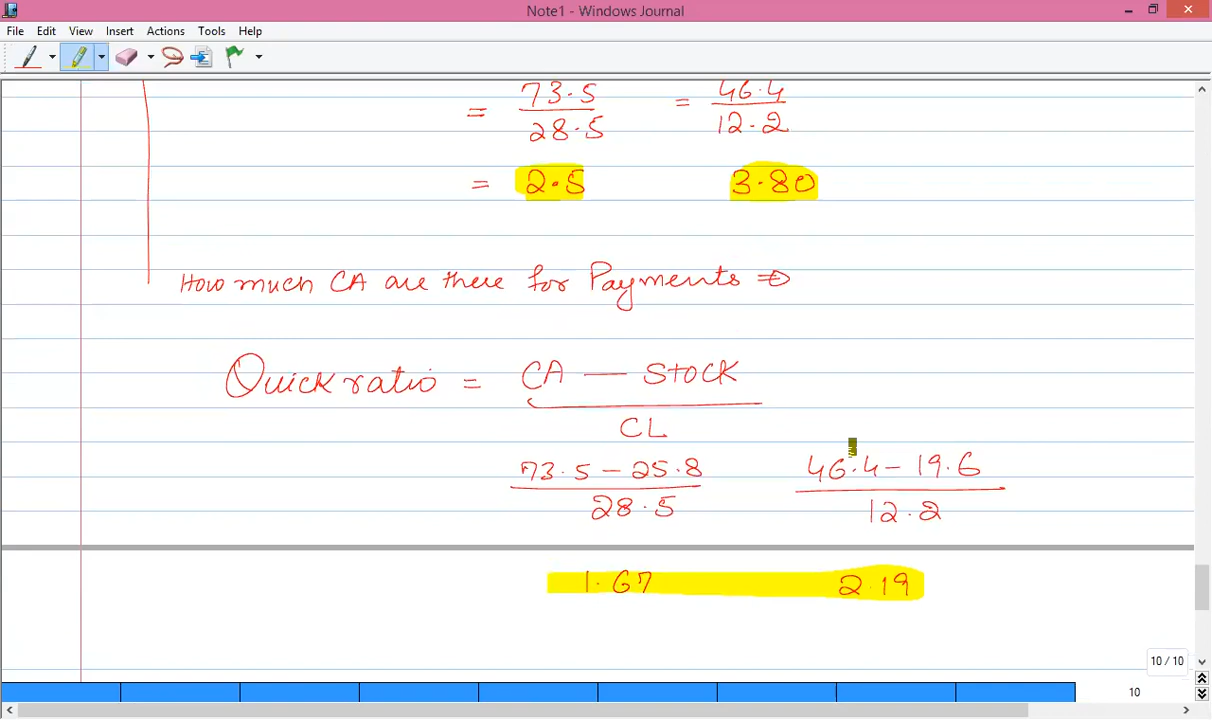 Note1 - Windows Journal
File Edit View Insert Actions Tools Help
= 73.5 / 28.5 = 46.4 / 12.2
= 2.5 3.80
How much CA are there for Payments ⇒
Quick ratio = CA — STOCK
CL
73.5 - 25.8 46.4 - 19.6
28.5 12.2
1.67 2.19
10 / 10
10